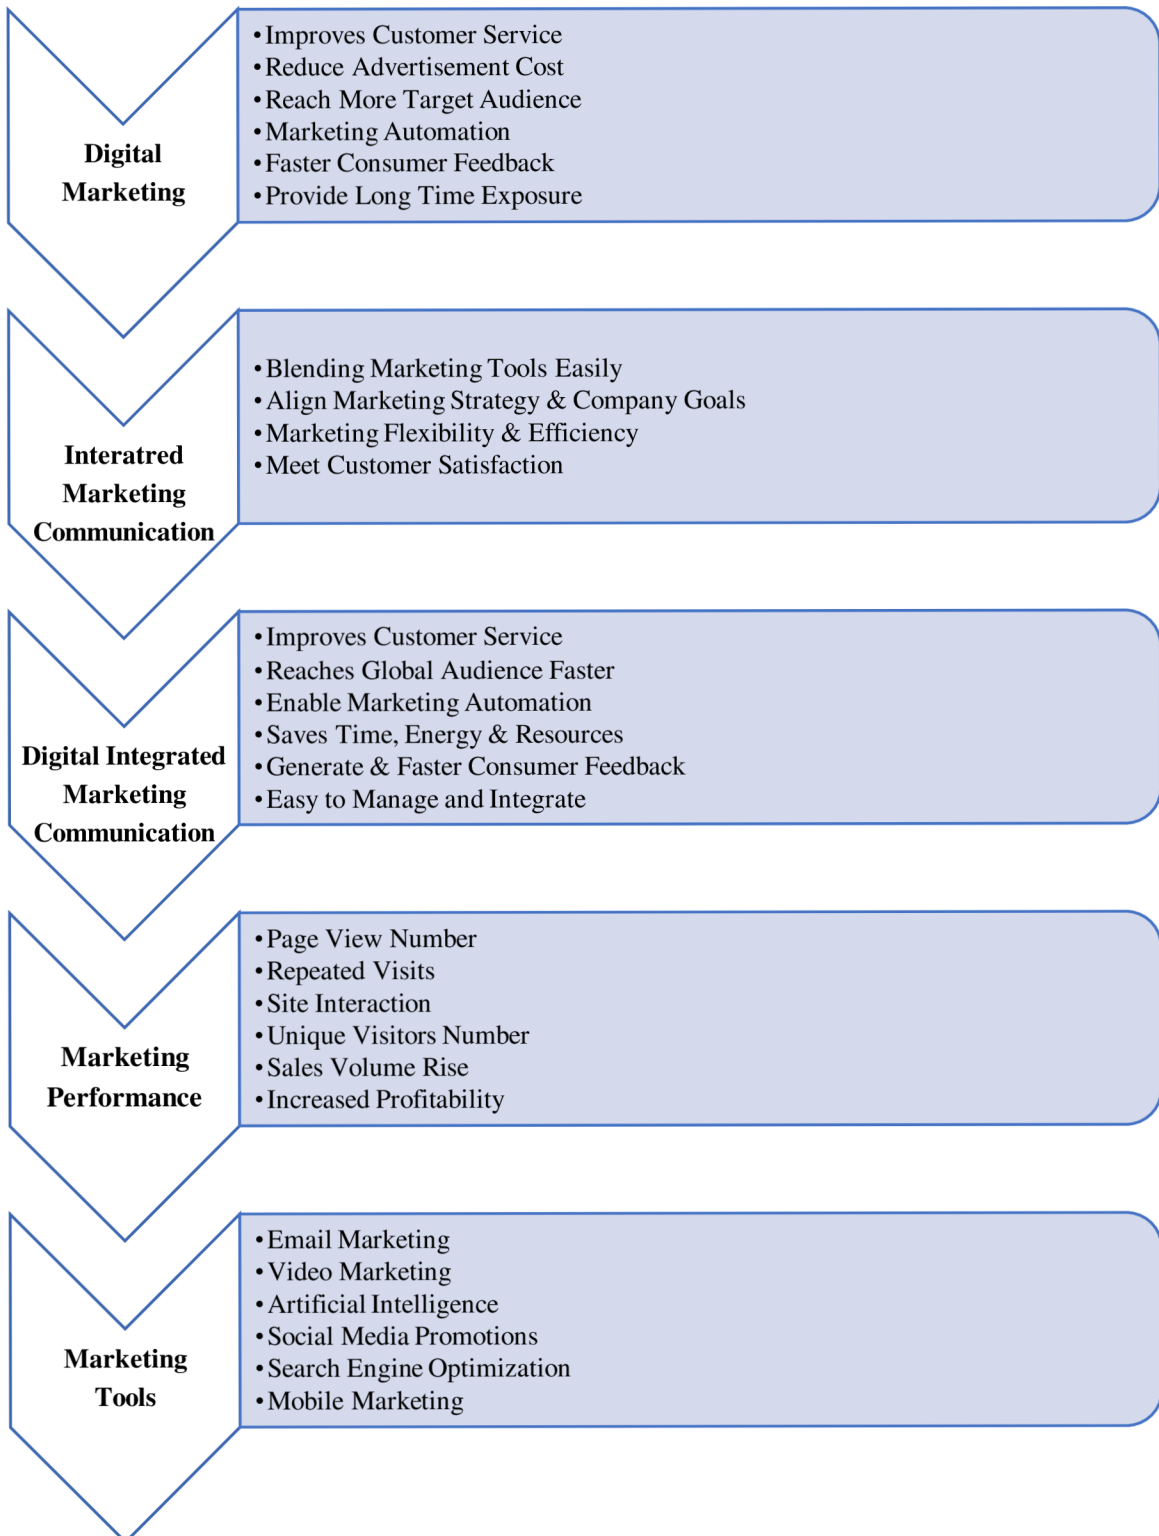 Digital
Marketing
•Improves Customer Service
•Reduce Advertisement Cost
•Reach More Target Audience
•Marketing Automation
•Faster Consumer Feedback
•Provide Long Time Exposure
Interatred
Marketing
Communication
•Blending Marketing Tools Easily
•Align Marketing Strategy & Company Goals
•Marketing Flexibility & Efficiency
•Meet Customer Satisfaction
Digital Integrated
Marketing
Communication
•Improves Customer Service
•Reaches Global Audience Faster
•Enable Marketing Automation
•Saves Time, Energy & Resources
•Generate & Faster Consumer Feedback
•Easy to Manage and Integrate
Marketing
Performance
•Page View Number
•Repeated Visits
•Site Interaction
•Unique Visitors Number
•Sales Volume Rise
•Increased Profitability
Marketing
Tools
•Email Marketing
•Video Marketing
•Artificial Intelligence
•Social Media Promotions
•Search Engine Optimization
•Mobile Marketing